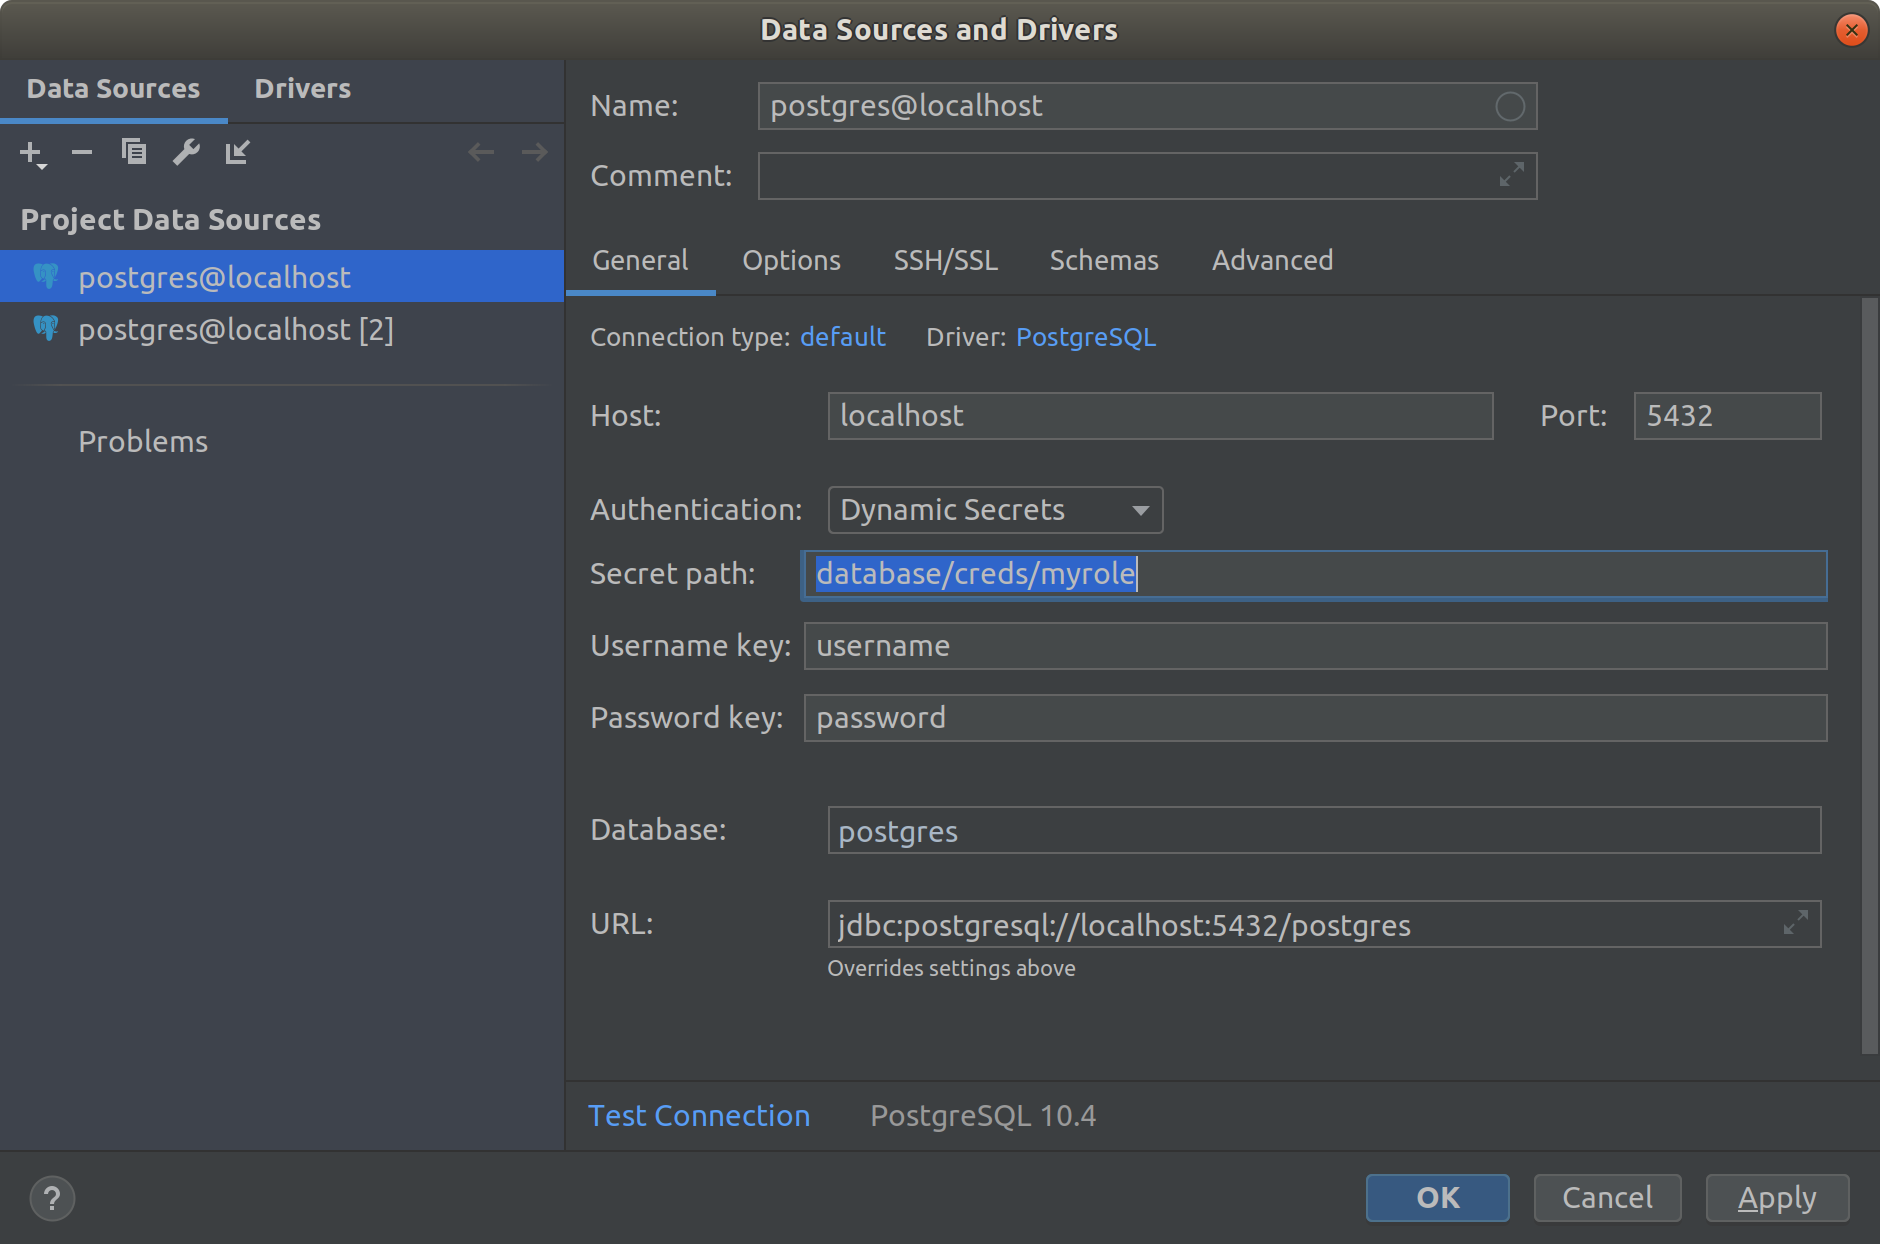 Data Sources and Drivers
Data Sources Drivers
Project Data Sources
postgres@localhost
postgres@localhost [2]
Problems
Name: postgres@localhost
Comment:
General Options SSH/SSL Schemas Advanced
Connection type: default Driver: PostgreSQL
Host: localhost Port: 5432
Authentication: Dynamic Secrets
Secret path: database/creds/myrole
Username key: username
Password key: password
Database: postgres
URL: jdbc:postgresql://localhost:5432/postgres
Overrides settings above
Test Connection PostgreSQL 10.4
? OK Cancel Apply